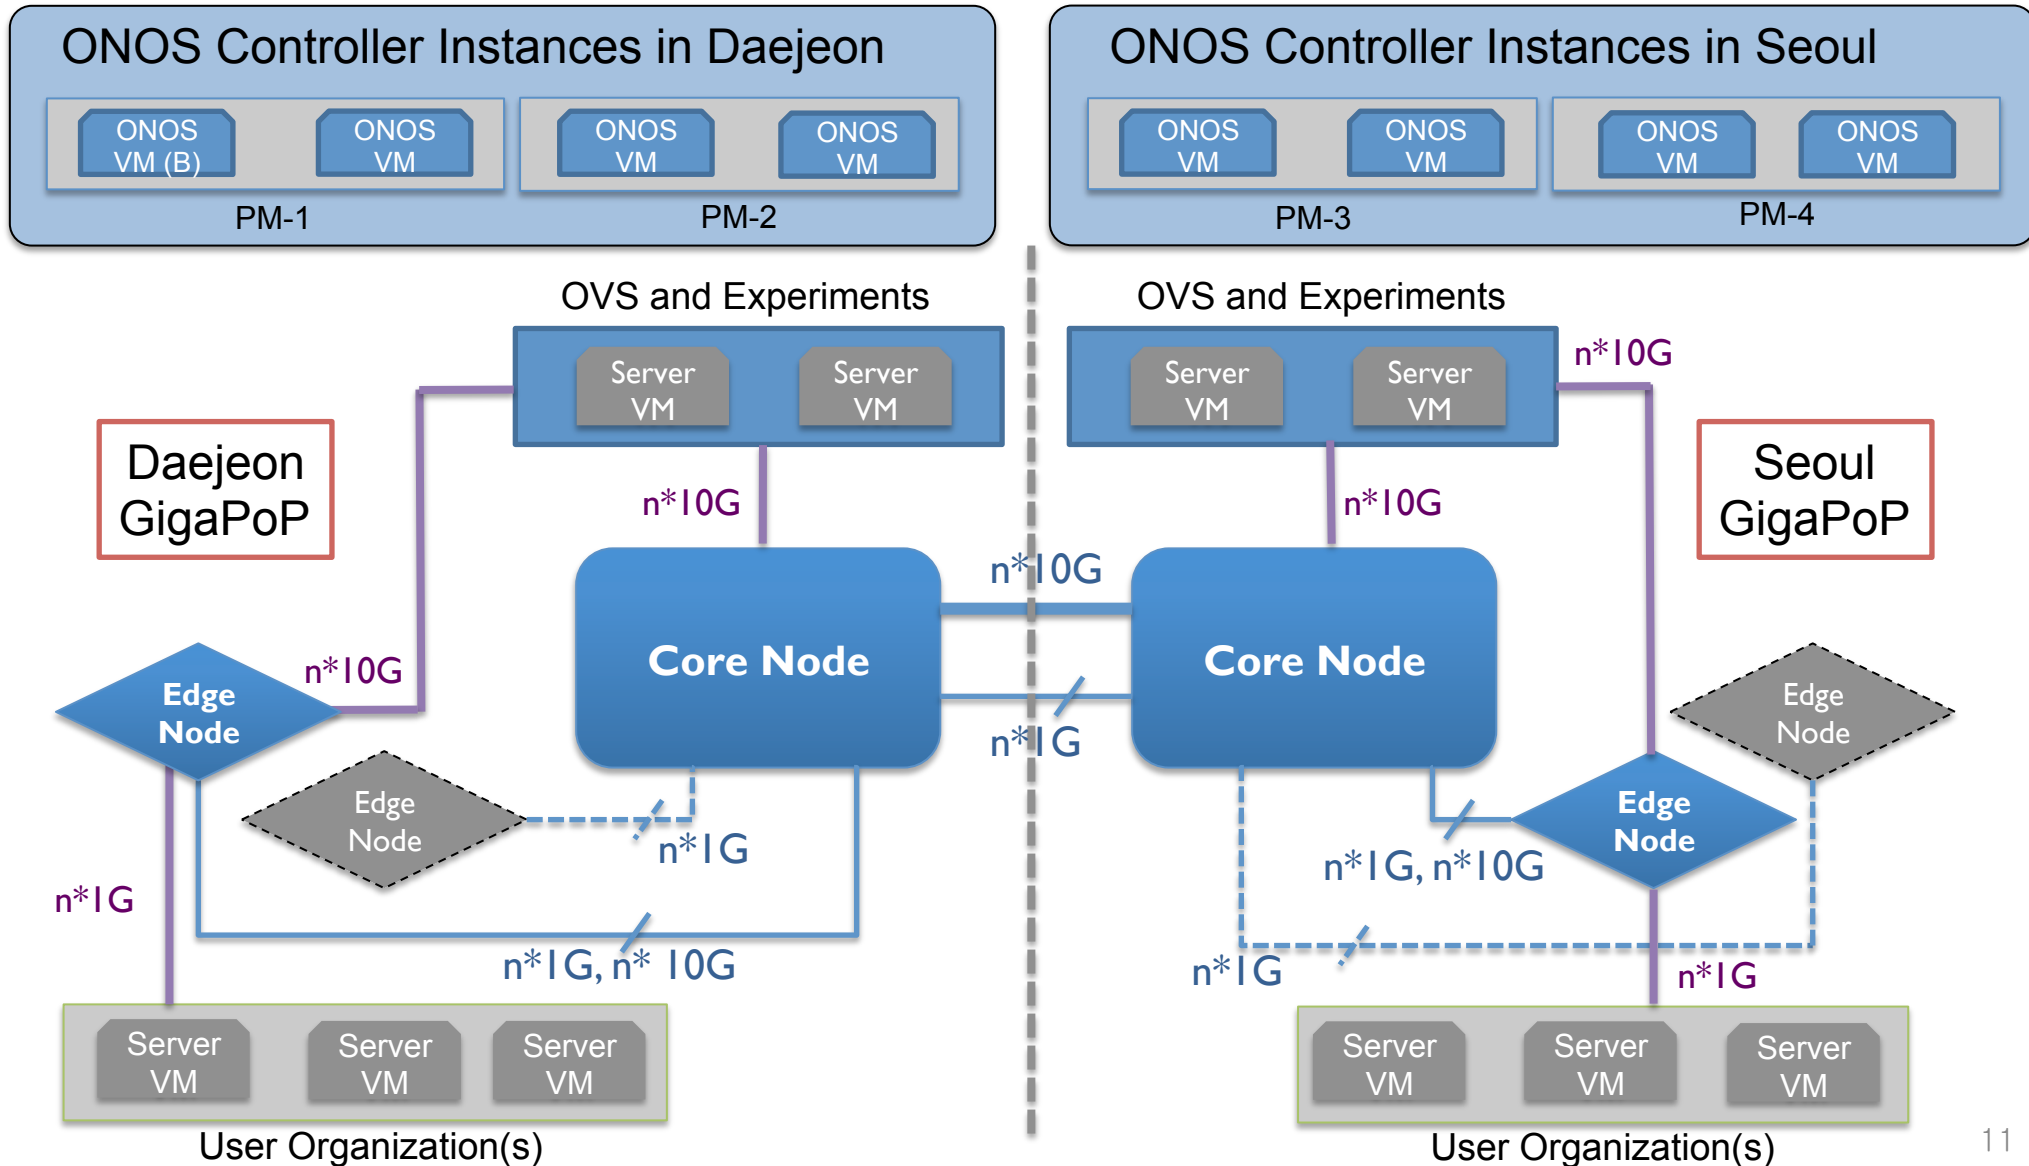 ONOS Controller Instances in Daejeon
ONOS
VM (B)
ONOS
VM
ONOS
VM
ONOS
VM
PM-1
PM-2
ONOS Controller Instances in Seoul
ONOS
VM
ONOS
VM
ONOS
VM
ONOS
VM
PM-3
PM-4
OVS and Experiments
Server
VM
Server
VM
OVS and Experiments
Server
VM
Server
VM
n*10G
Daejeon
GigaPoP
n*10G
n*10G
Seoul
GigaPoP
n*10G
Core Node
Core Node
n*10G
Edge
Node
Edge
Node
n*1G
Edge
Node
n*1G
Edge
Node
n*1G, n*10G
n*1G
n*1G, n* 10G
n*1G
n*1G
Server
VM
Server
VM
Server
VM
User Organization(s)
Server
VM
Server
VM
Server
VM
User Organization(s)
11